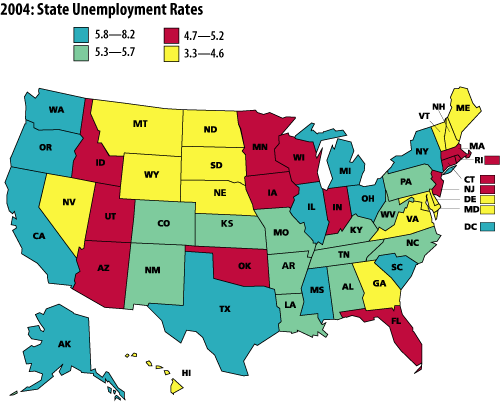 2004: State Unemployment Rates
5.8—8.2 4.7—5.2
5.3—5.7 3.3—4.6
WA MT ND MN ME
VT NH
OR ID SD WI MI NY MA
RI
WY IA PA CT
NV NE NJ
UT CO IL IN OH DE
MD
CA KS MO WV VA DC
KY
AZ NM OK AR TN NC
SC
TX LA MS AL GA
FL
AK HI